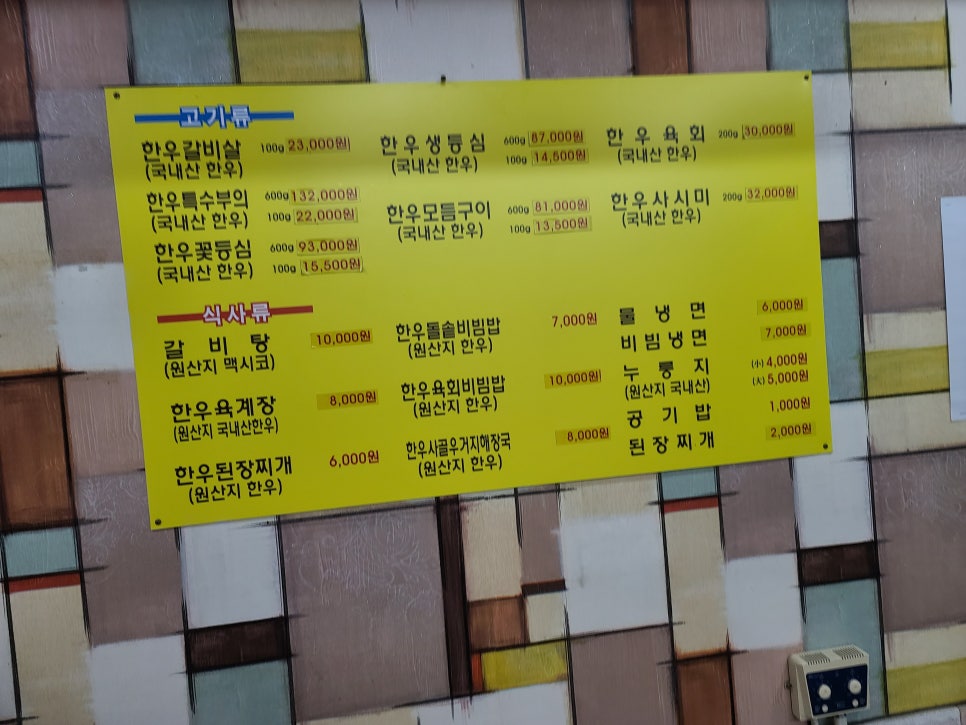 고기류
한우갈비살 100g 23,000원
(국내산 한우)
한우특수부의 600g 132,000원
(국내산 한우) 100g 22,000원
한우꽃등심 600g 93,000원
(국내산 한우) 100g 15,500원
한우생등심 600g 87,000원
(국내산 한우) 100g 14,500원
한우모듬구이 600g 81,000원
(국내산 한우) 100g 13,500원
한우육회 200g 30,000원
(국내산 한우)
한우사시미 200g 32,000원
(국내산 한우)
식사류
갈비탕 10,000원
(원산지 맥시코)
한우육계장 8,000원
(원산지 국내산한우)
한우된장찌개 6,000원
(원산지 한우)
한우돌솥비빔밥 7,000원
(원산지 한우)
한우육회비빔밥 10,000원
(원산지 한우)
한우사골우거지해장국 8,000원
(원산지 한우)
물냉면 6,000원
비빔냉면 7,000원
누룽지 (小) 4,000원
(원산지 국내산) (大) 5,000원
공기밥 1,000원
된장찌개 2,000원